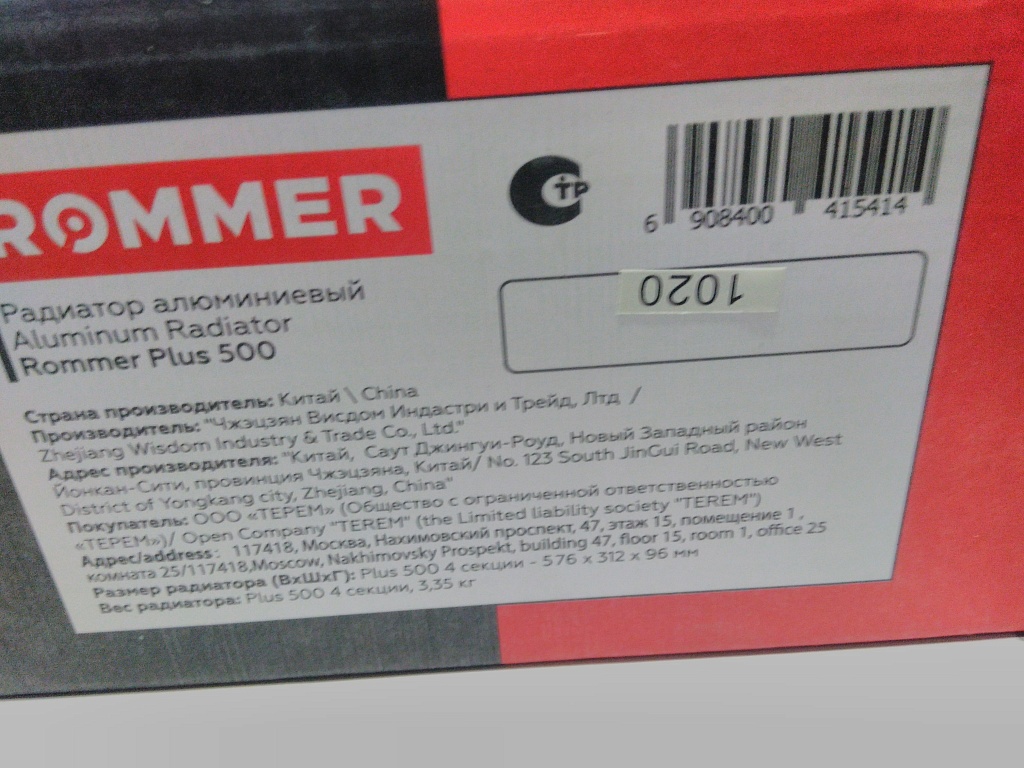 ROMMER
TP
6 908400 415414
1020
Радиатор алюминиевый
Aluminum Radiator
Rommer Plus 500
Страна производитель: Китай \ China
Производитель: "Чжэцзян Висдом Индастри и Трейд, Лтд /
Zhejiang Wisdom Industry & Trade Co., Ltd."
Адрес производителя: "Китай, Саут Джингуи-Роуд, Новый Западный район
Йонкан-Сити, провинция Чжэцзяна, Китай/ No. 123 South JinGui Road, New West
District of Yongkang city, Zhejiang, China"
Покупатель: ООО «ТЕРЕМ» (Общество с ограниченной ответственностью
«ТЕРЕМ»)/ Open Company "TEREM" (the Limited liability society "TEREM")
Адрес/address: 117418, Москва, Нахимовский проспект, 47, этаж 15, помещение 1,
комната 25/117418,Moscow, Nakhimovsky Prospekt, building 47, floor 15, room 1, office 25
Размер радиатора (ВхШхГ): Plus 500 4 секции - 576 x 312 x 96 мм
Вес радиатора: Plus 500 4 секции, 3,35 кг